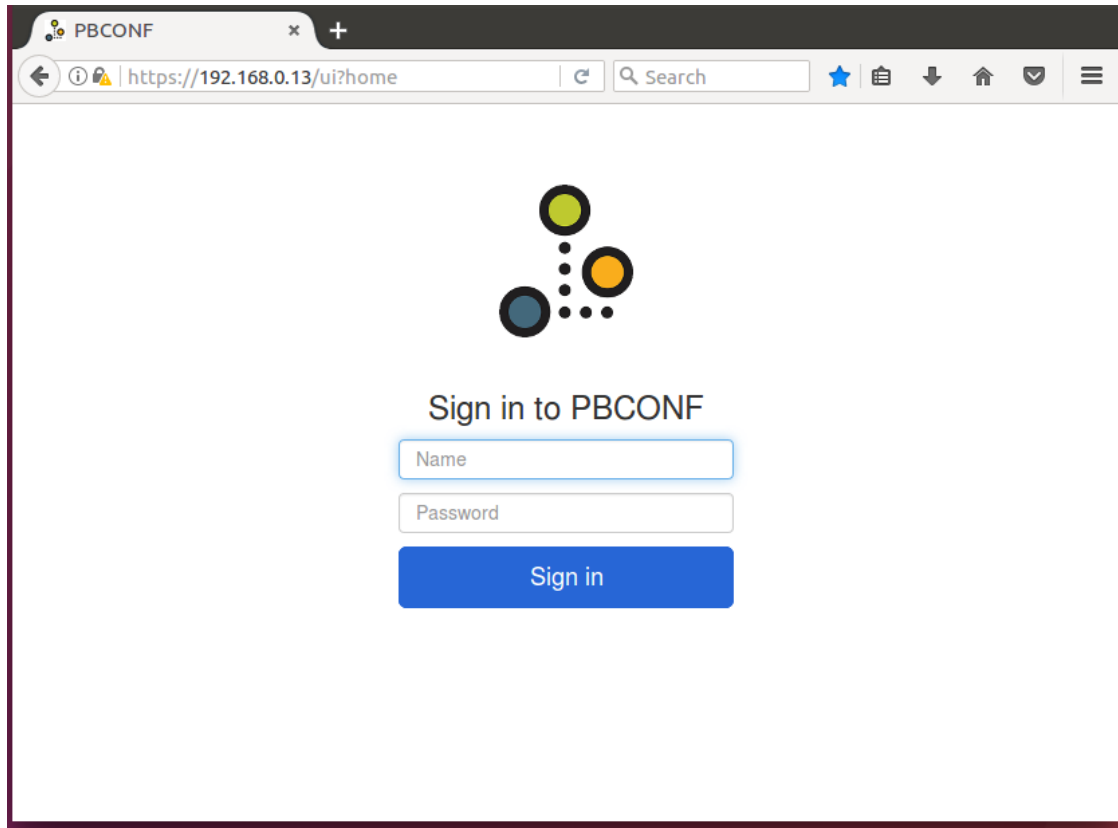 PBCONF
https://192.168.0.13/ui?home
Search
Sign in to PBCONF
Name
Password
Sign in